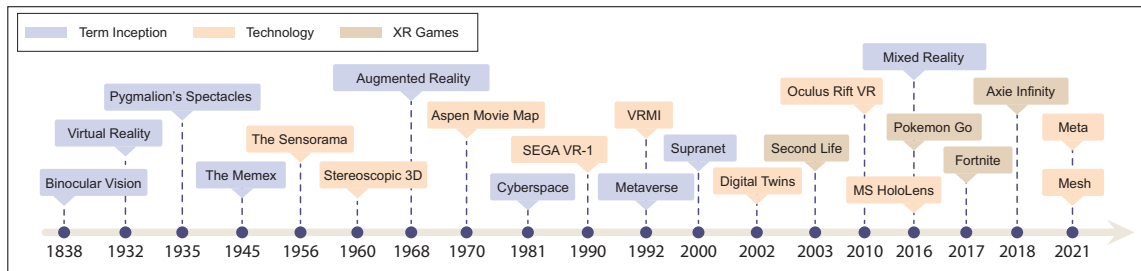 Term Inception
Technology
XR Games
Mixed Reality
Augmented Reality
Pygmalion's Spectacles
Oculus Rift VR
Axie Infinity
Aspen Movie Map
VRMI
Virtual Reality
The Sensorama
Pokemon Go
Meta
SEGA VR-1
Supranet
Second Life
Fortnite
Binocular Vision
The Memex
Stereoscopic 3D
Cyberspace
Metaverse
Digital Twins
MS HoloLens
Mesh
1838 1932 1935 1945 1956 1960 1968 1970 1981 1990 1992 2000 2002 2003 2010 2016 2017 2018 2021